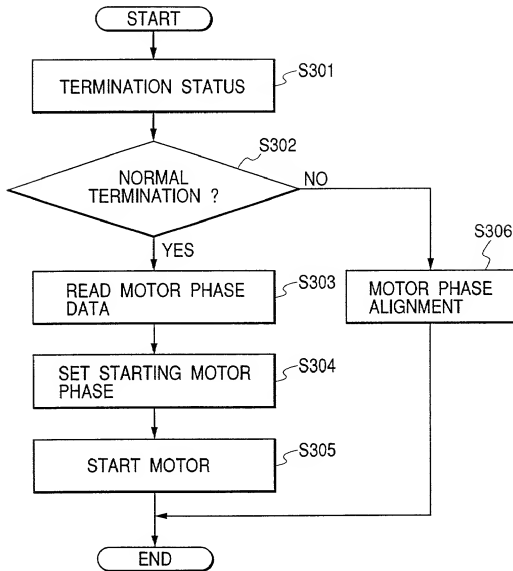 START
TERMINATION STATUS
S301
S302
NORMAL
TERMINATION ?
NO
YES
S306
READ MOTOR PHASE
DATA
S303
MOTOR PHASE
ALIGNMENT
SET STARTING MOTOR
PHASE
S304
START MOTOR
S305
END